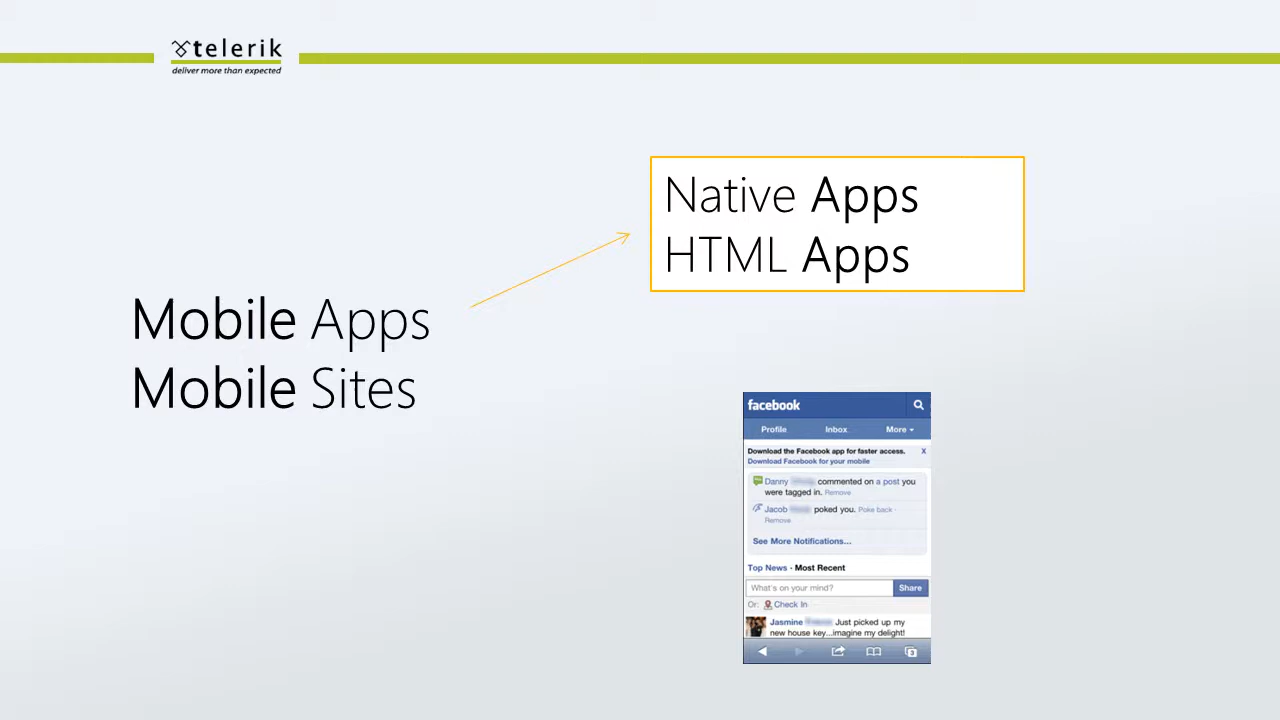 telerik
deliver more than expected
Native Apps
HTML Apps
Mobile Apps
Mobile Sites
facebook
Profile Inbox More
Download the Facebook app for faster access. X
Download Facebook for your mobile
Danny commented on a post you
were tagged in. Remove
Jacob poked you. Poke back ·
Remove
See More Notifications...
Top News · Most Recent
What's on your mind? Share
Or: Check In
Jasmine Just picked up my
new house key...imagine my delight!
3